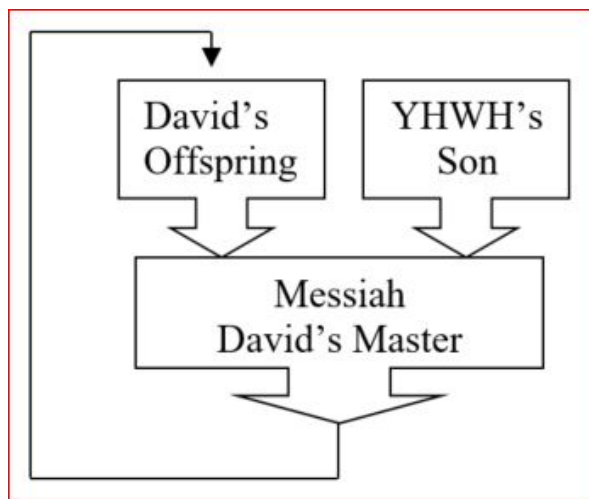 David’s
Offspring
YHWH’s
Son
Messiah
David’s Master